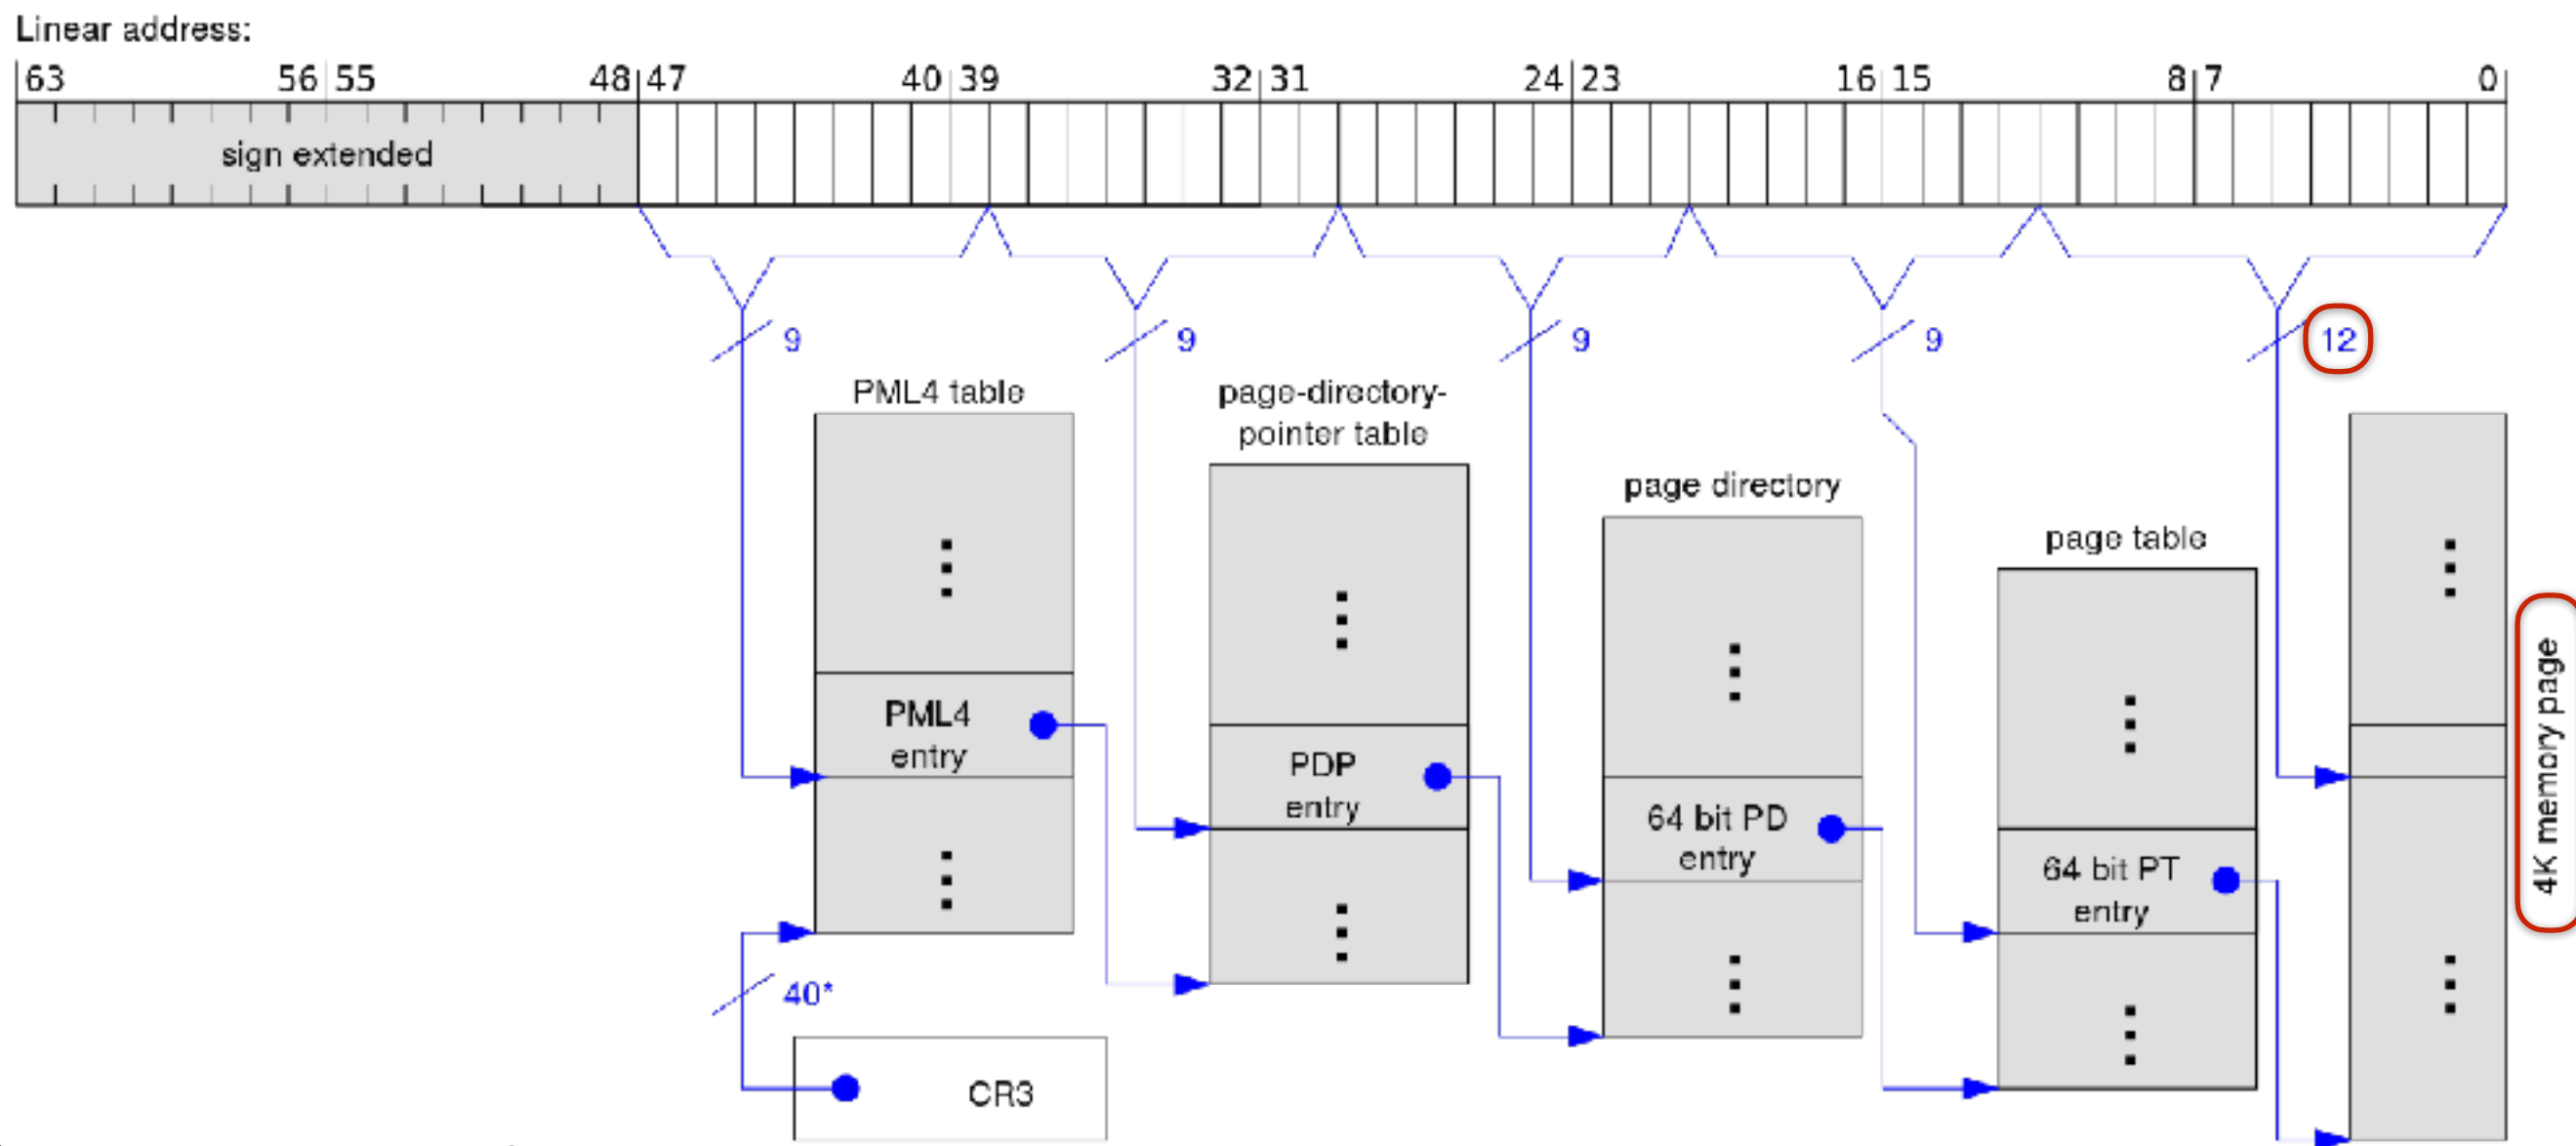 Linear address:
63 56 55 48 47 40 39 32 31 24 23 16 15 8 7 0
sign extended
9 9 9 9 12
PML4 table
page-directory-
pointer table
page directory
page table
PML4
entry
PDP
entry
64 bit PD
entry
64 bit PT
entry
4K memory page
40*
CR3